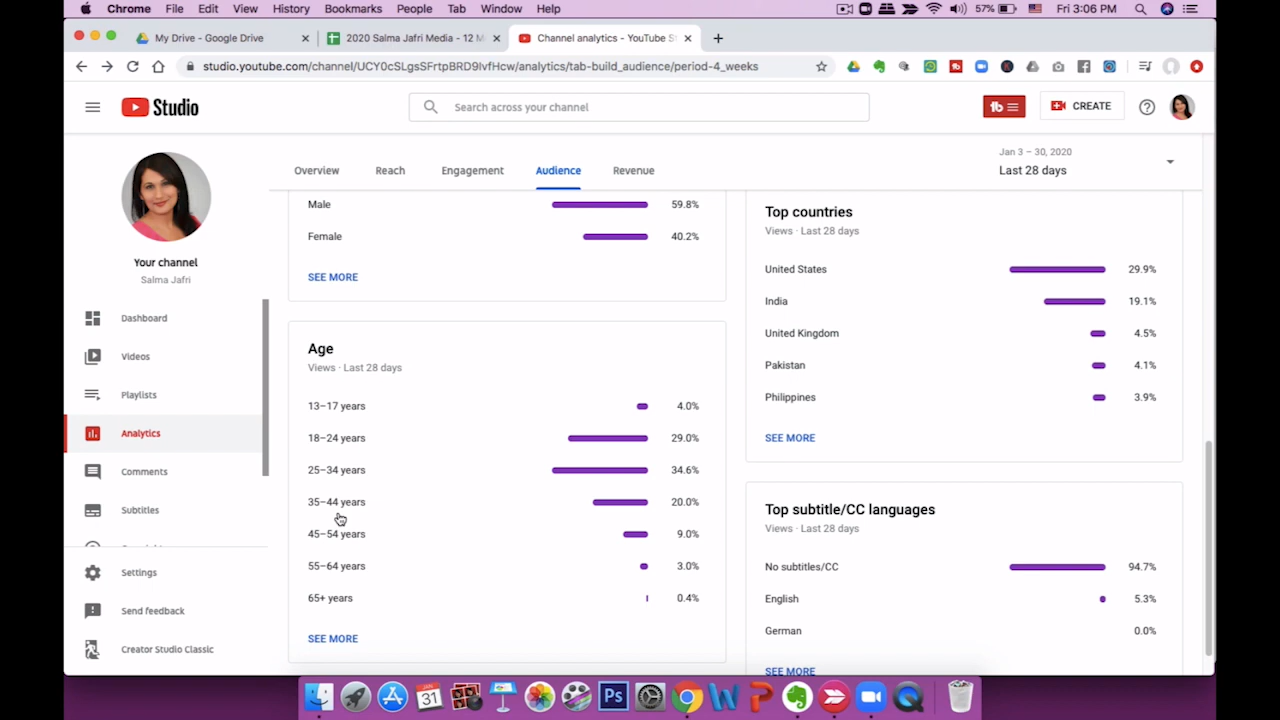 Chrome File Edit View History Bookmarks People Tab Window Help 57% Fri 3:06 PM
My Drive - Google Drive 2020 Salma Jafri Media - 12 M Channel analytics - YouTube St
studio.youtube.com/channel/UCY0cSLgsSFrtpBRD9IvfHcw/analytics/tab-build_audience/period-4_weeks
Studio
Search across your channel
tb
CREATE
Your channel
Salma Jafri
Dashboard
Videos
Playlists
Analytics
Comments
Subtitles
Settings
Send feedback
Creator Studio Classic
Overview Reach Engagement Audience Revenue
Jan 3 – 30, 2020
Last 28 days
Male 59.8%
Female 40.2%
SEE MORE
Age
Views · Last 28 days
13–17 years 4.0%
18–24 years 29.0%
25–34 years 34.6%
35–44 years 20.0%
45–54 years 9.0%
55–64 years 3.0%
65+ years 0.4%
SEE MORE
Top countries
Views · Last 28 days
United States 29.9%
India 19.1%
United Kingdom 4.5%
Pakistan 4.1%
Philippines 3.9%
SEE MORE
Top subtitle/CC languages
Views · Last 28 days
No subtitles/CC 94.7%
English 5.3%
German 0.0%
SEE MORE
JAN
31
Ps